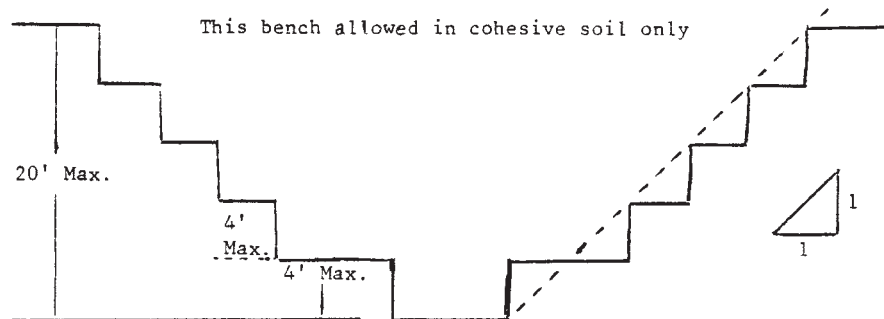 This bench allowed in cohesive soil only
20' Max.
4'
Max.
4' Max.
1
1